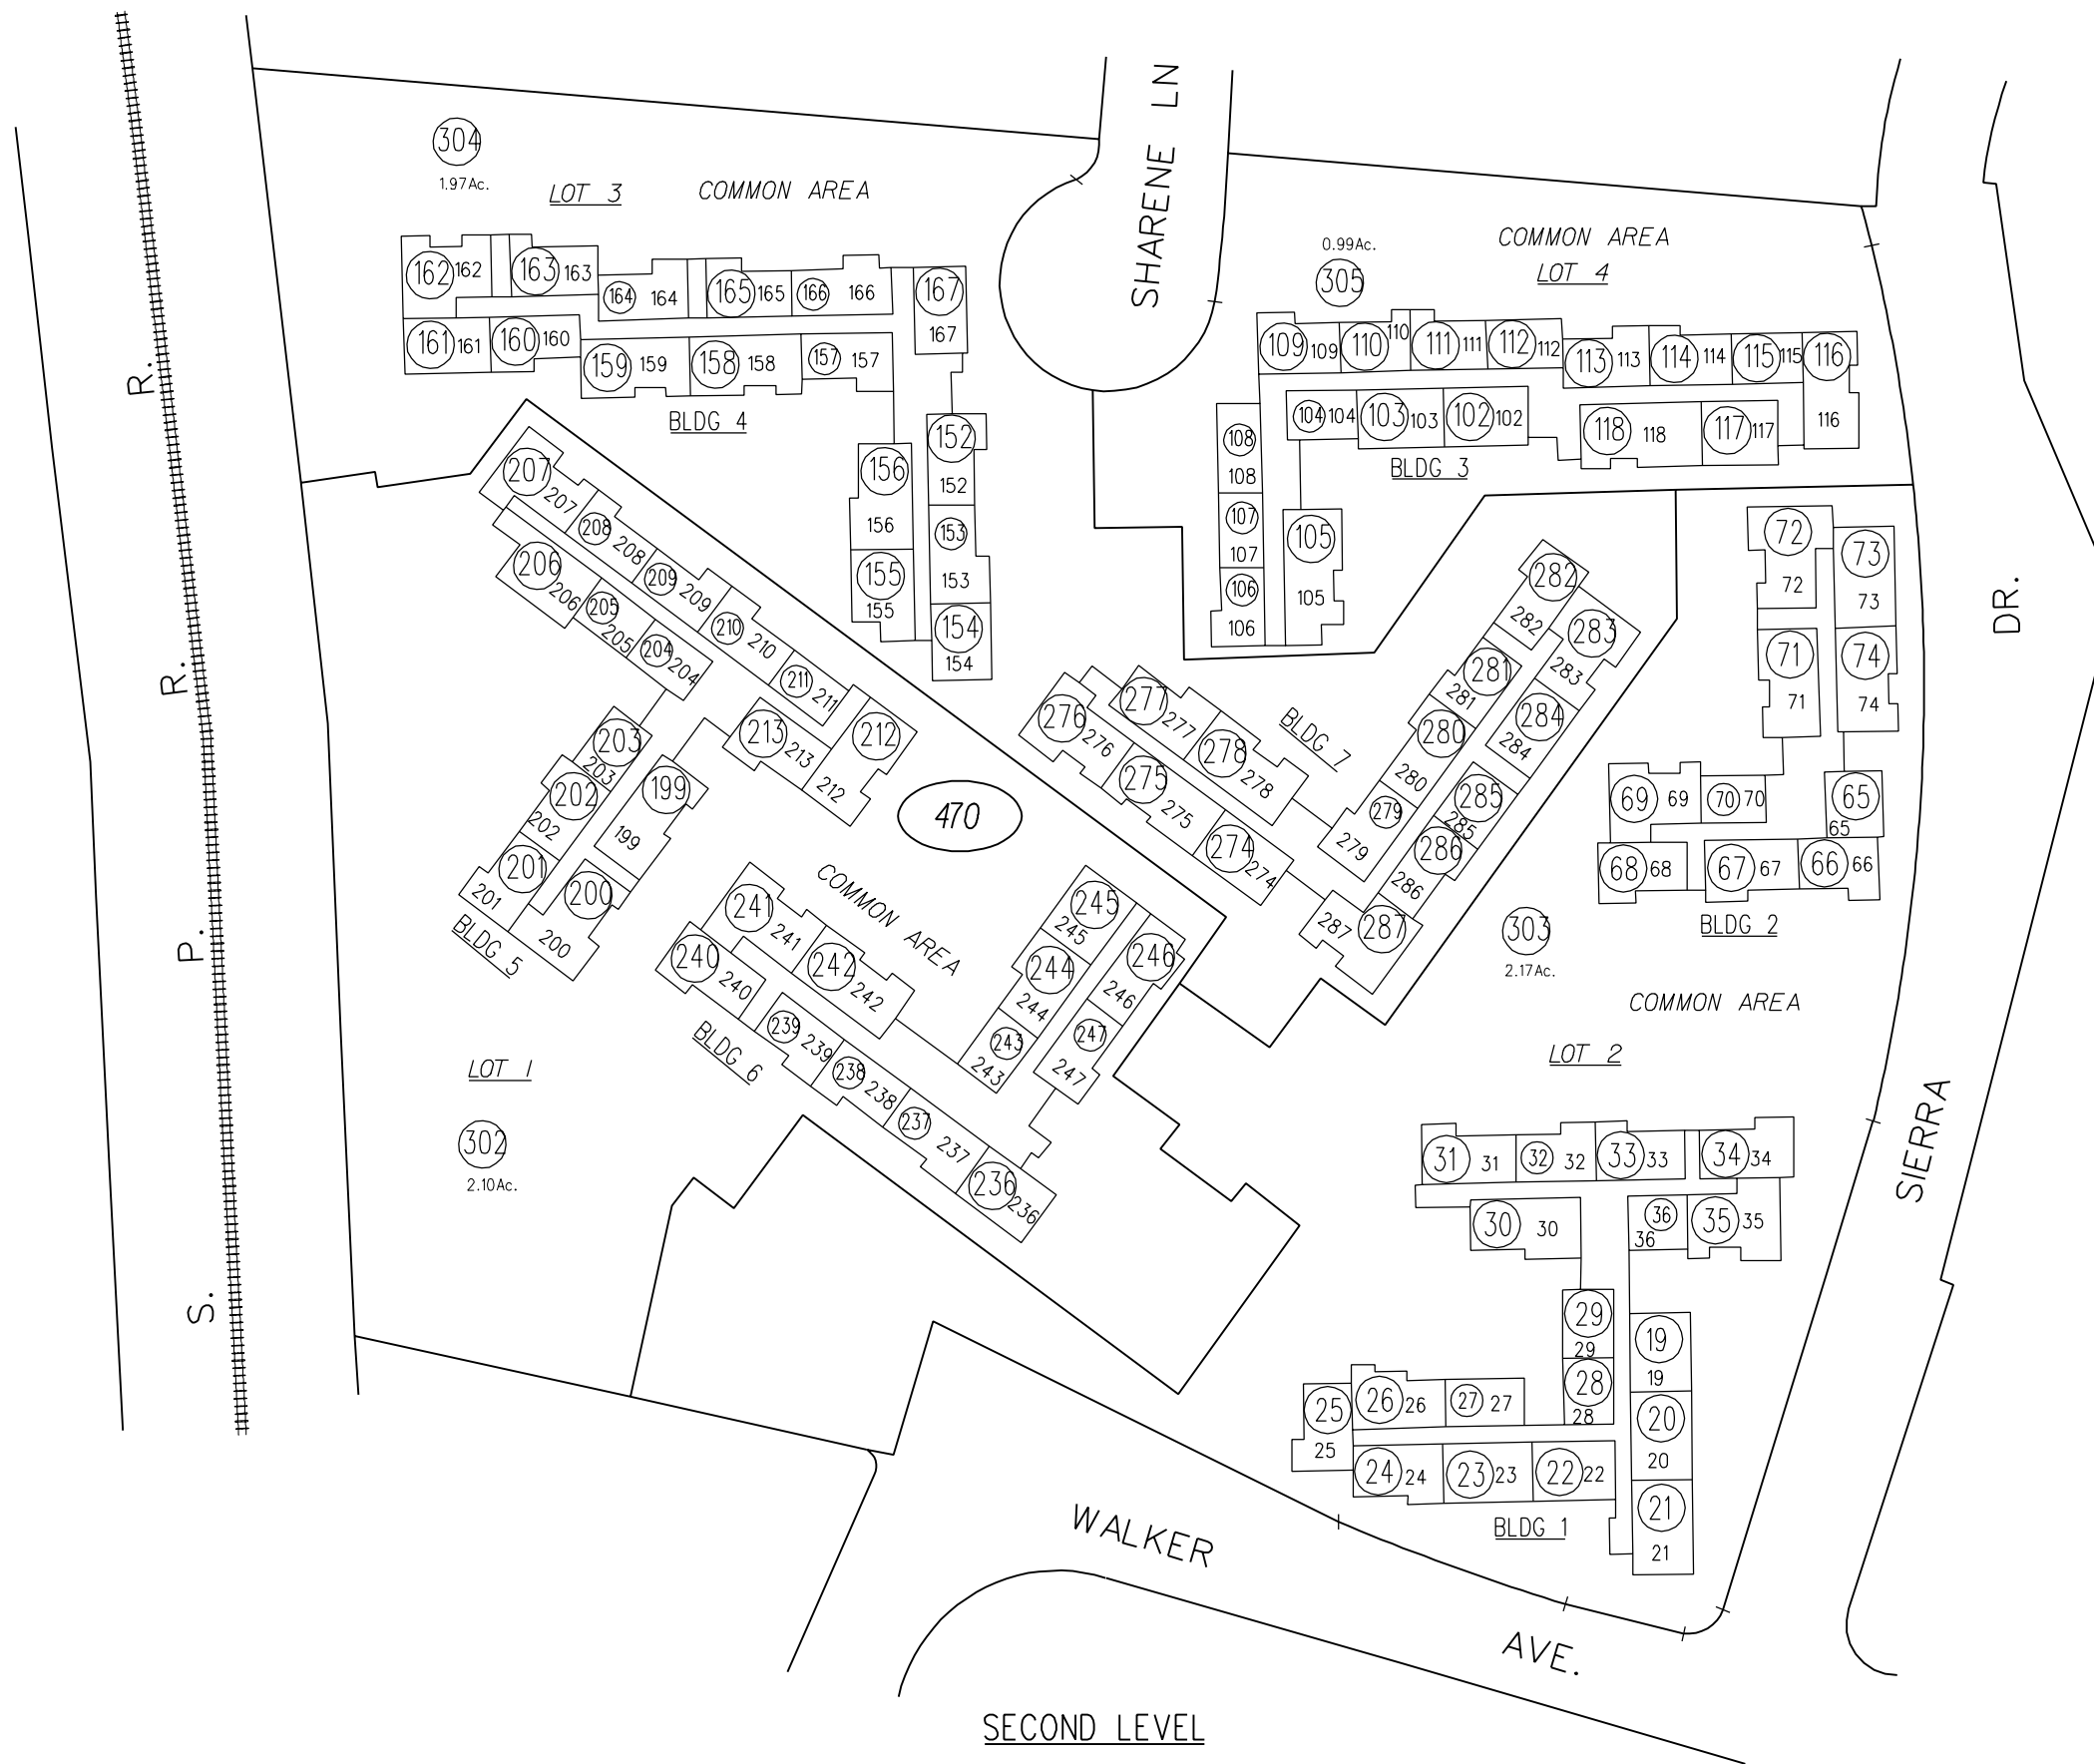 304
1.97Ac.
LOT 3 COMMON AREA
SHARENE LN
0.99Ac.
305
COMMON AREA
LOT 4
162 162 163 163 164 164 165 165 166 166 167 167
161 161 160 160 159 159 158 158 157 157
BLDG 4
156 156 152 152
155 155 153 153
154 154
109 109 110 110 111 111 112 112 113 113 114 114 115 115 116 116
108 108 104 104 103 103 102 102 118 118 117 117
BLDG 3
107 107 105 105
106 106
207 207 208 208 209 209 210 210 211 211 212 212
206 206 205 205 204 204 213 213
203 203 199 199
202 202
201 201 200 200
BLDG 5
470
276 276 277 277 278 278
275 275 274 274
BLDG 7
282 282 283 283
281 281 284 284
280 280 285 285
279 279 286 286
287 287
72 72 73 73
71 71 74 74
69 69 70 70 65 65
68 68 67 67 66 66
BLDG 2
303
2.17Ac.
COMMON AREA
LOT 2
COMMON AREA
241 241 242 242
240 240 239 239 238 238 237 237 236 236
BLDG 6
245 245 246 246
244 244 247 247
243 243
LOT 1
302
2.10Ac.
31 31 32 32 33 33 34 34
30 30 36 36 35 35
29 29 19 19
28 28 20 20
25 25 26 26 27 27
24 24 23 23 22 22 21 21
BLDG 1
S. P. R. R.
SIERRA DR.
WALKER AVE.
SECOND LEVEL